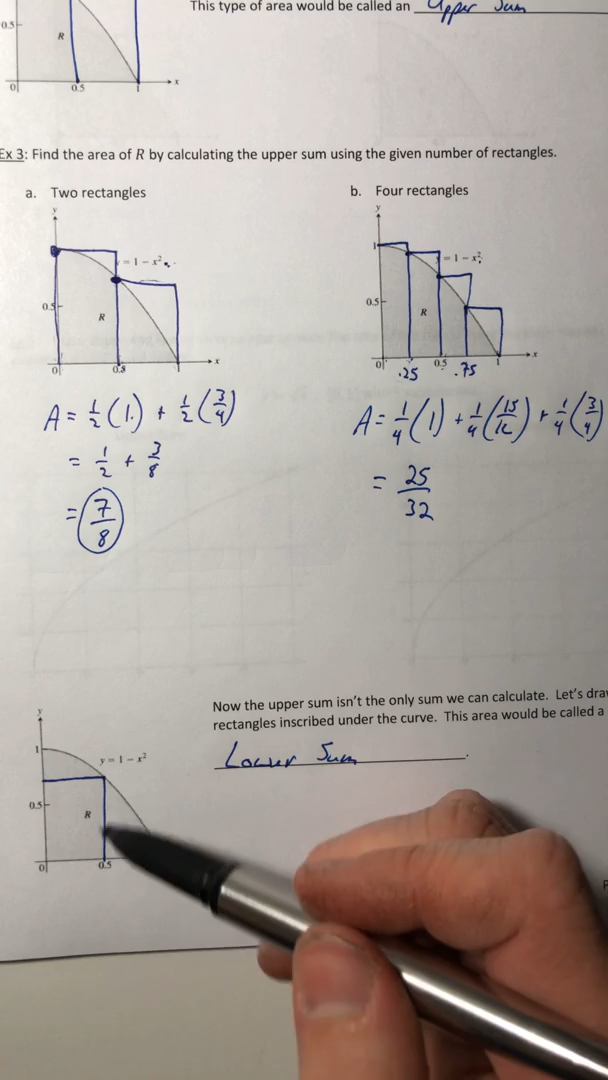 This type of area would be called an Upper Sum
0.5
R
0 0.5 1 x
Ex 3: Find the area of R by calculating the upper sum using the given number of rectangles.
a. Two rectangles
b. Four rectangles
y
y = 1 - x²
0.5
R
0 0.5 1 x
y
1
y = 1 - x²
0.5
R
0 .25 0.5 .75 1 x
A = 1/2 (1) + 1/2 (3/4)
= 1/2 + 3/8
= 7/8
A = 1/4 (1) + 1/4 (15/16) + 1/4 (3/4)
= 25/32
Now the upper sum isn't the only sum we can calculate. Let's
rectangles inscribed under the curve. This area would be called a
Lower Sum.
y
1
y = 1 - x²
0.5
R
0 0.5